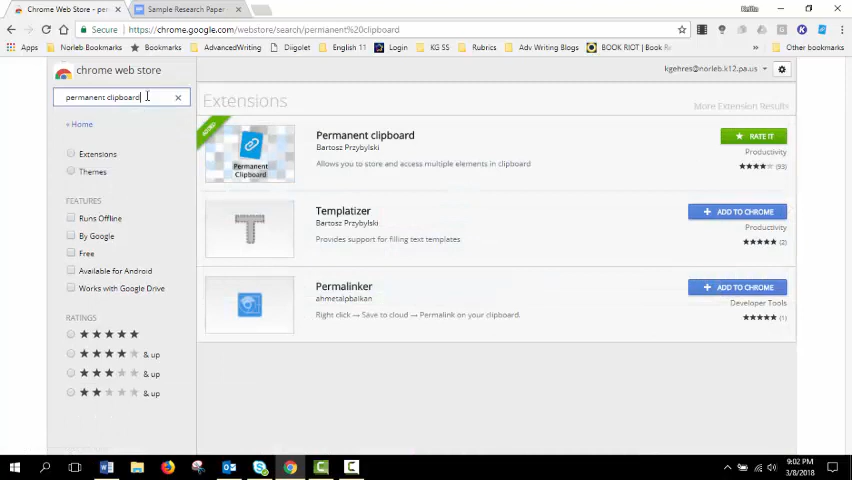 Chrome Web Store - p
Sample Research Paper
Secure
https://chrome.google.com/webstore/search/permanent%20clipboard
Apps
Norleb Bookmarks
Bookmarks
AdvancedWriting
Diigolet
English 11
Login
KG SS
Rubrics
Adv Writing Blogs
BOOK RIOT | Book Re
Other bookmarks
chrome web store
kgehres@norleb.k12.pa.us
permanent clipboard
« Home
Extensions
Themes
FEATURES
Runs Offline
By Google
Free
Available for Android
Works with Google Drive
RATINGS
& up
& up
& up
Extensions
More Extension Results
ADDED
Permanent Clipboard
Permanent clipboard
Bartosz Przybylski
Allows you to store and access multiple elements in clipboard
RATE IT
Productivity
(93)
T
Templatizer
Bartosz Przybylski
Provides support for filling text templates
ADD TO CHROME
Productivity
(2)
Permalinker
ahmetalpbalkan
Right click → Save to cloud → Permalink on your clipboard.
ADD TO CHROME
Developer Tools
(1)
9:02 PM
3/8/2018